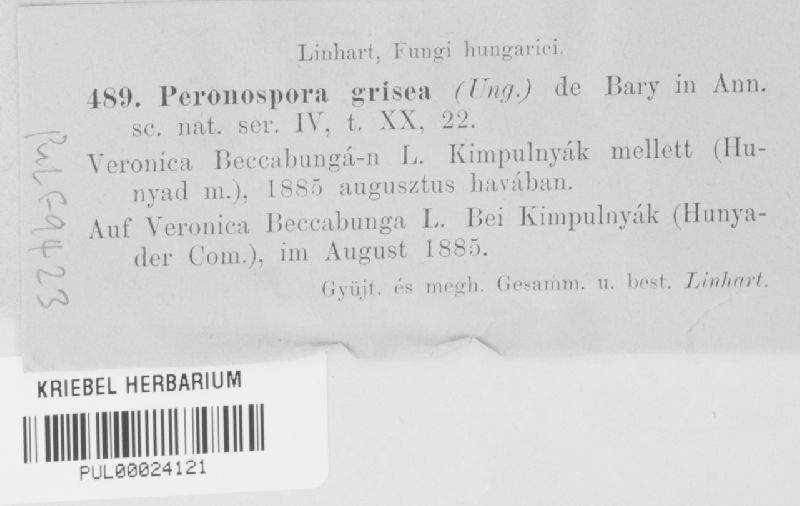 Linhart, Fungi hungarici.
489. Peronospora grisea (Ung.) de Bary in Ann.
sc. nat. ser. IV, t. XX, 22.
Veronica Beccabungá-n L. Kimpulnyák mellett (Hu-
nyad m.), 1885 augusztus havában.
Auf Veronica Beccabunga L. Bei Kimpulnyák (Hunya-
der Com.), im August 1885.
Gyüjt. és megh. Gesamm. u. best. Linhart.
PUL F9423
KRIEBEL HERBARIUM
PUL00024121